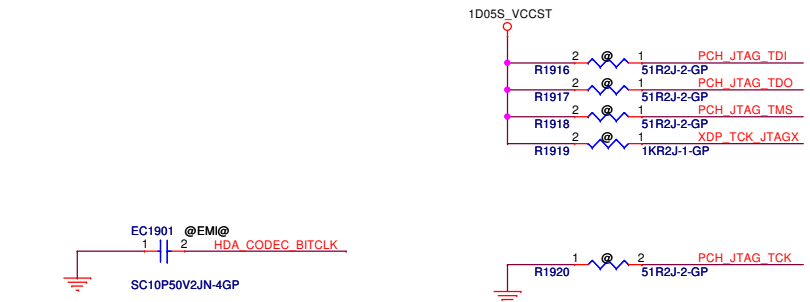 1D05S_VCCST
2 @ 1 PCH_JTAG_TDI
R1916 51R2J-2-GP
2 @ 1 PCH_JTAG_TDO
R1917 51R2J-2-GP
2 @ 1 PCH_JTAG_TMS
R1918 51R2J-2-GP
2 @ 1 XDP_TCK_JTAGX
R1919 1KR2J-1-GP
EC1901 @EMI@
1 2 HDA_CODEC_BITCLK
SC10P50V2JN-4GP
1 @ 2 PCH_JTAG_TCK
R1920 51R2J-2-GP